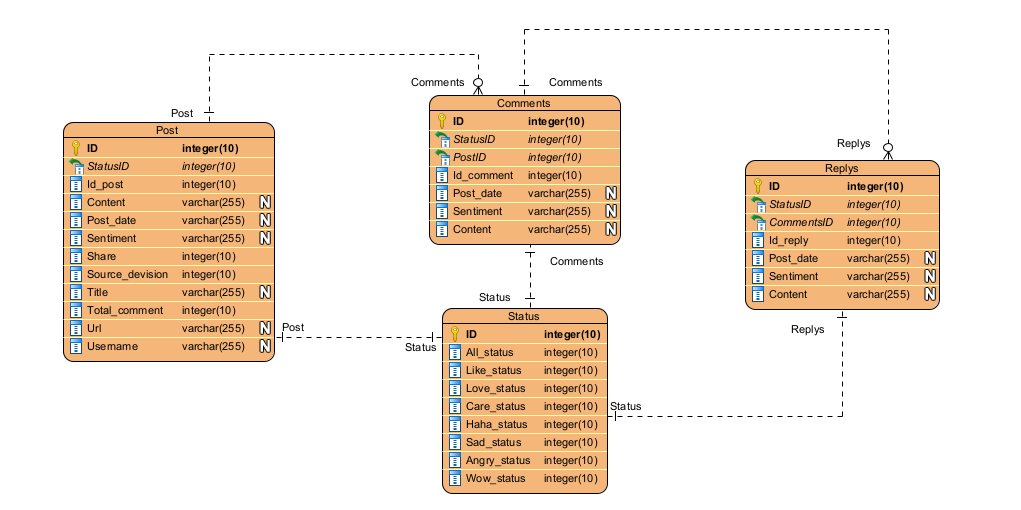 Comments
Comments
Post
Replys
Post
ID integer(10)
StatusID integer(10)
Id_post integer(10)
Content varchar(255) N
Post_date varchar(255) N
Sentiment varchar(255) N
Share integer(10)
Source_devision integer(10)
Title varchar(255) N
Total_comment integer(10)
Url varchar(255) N
Username varchar(255) N
Comments
ID integer(10)
StatusID integer(10)
PostID integer(10)
Id_comment integer(10)
Post_date varchar(255) N
Sentiment varchar(255) N
Content varchar(255) N
Replys
ID integer(10)
StatusID integer(10)
CommentsID integer(10)
Id_reply integer(10)
Post_date varchar(255) N
Sentiment varchar(255) N
Content varchar(255) N
Comments
Status
Post
Status
Replys
Status
Status
ID integer(10)
All_status integer(10)
Like_status integer(10)
Love_status integer(10)
Care_status integer(10)
Haha_status integer(10)
Sad_status integer(10)
Angry_status integer(10)
Wow_status integer(10)